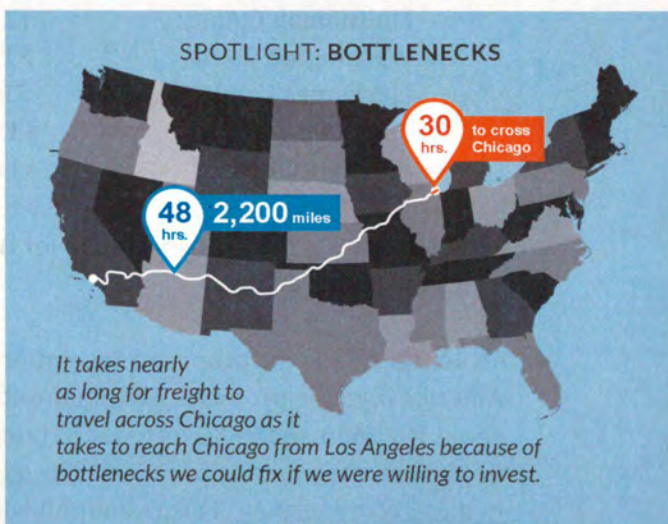 SPOTLIGHT: BOTTLENECKS
30
hrs.
to cross
Chicago
48
hrs.
2,200 miles
It takes nearly
as long for freight to
travel across Chicago as it
takes to reach Chicago from Los Angeles because of
bottlenecks we could fix if we were willing to invest.